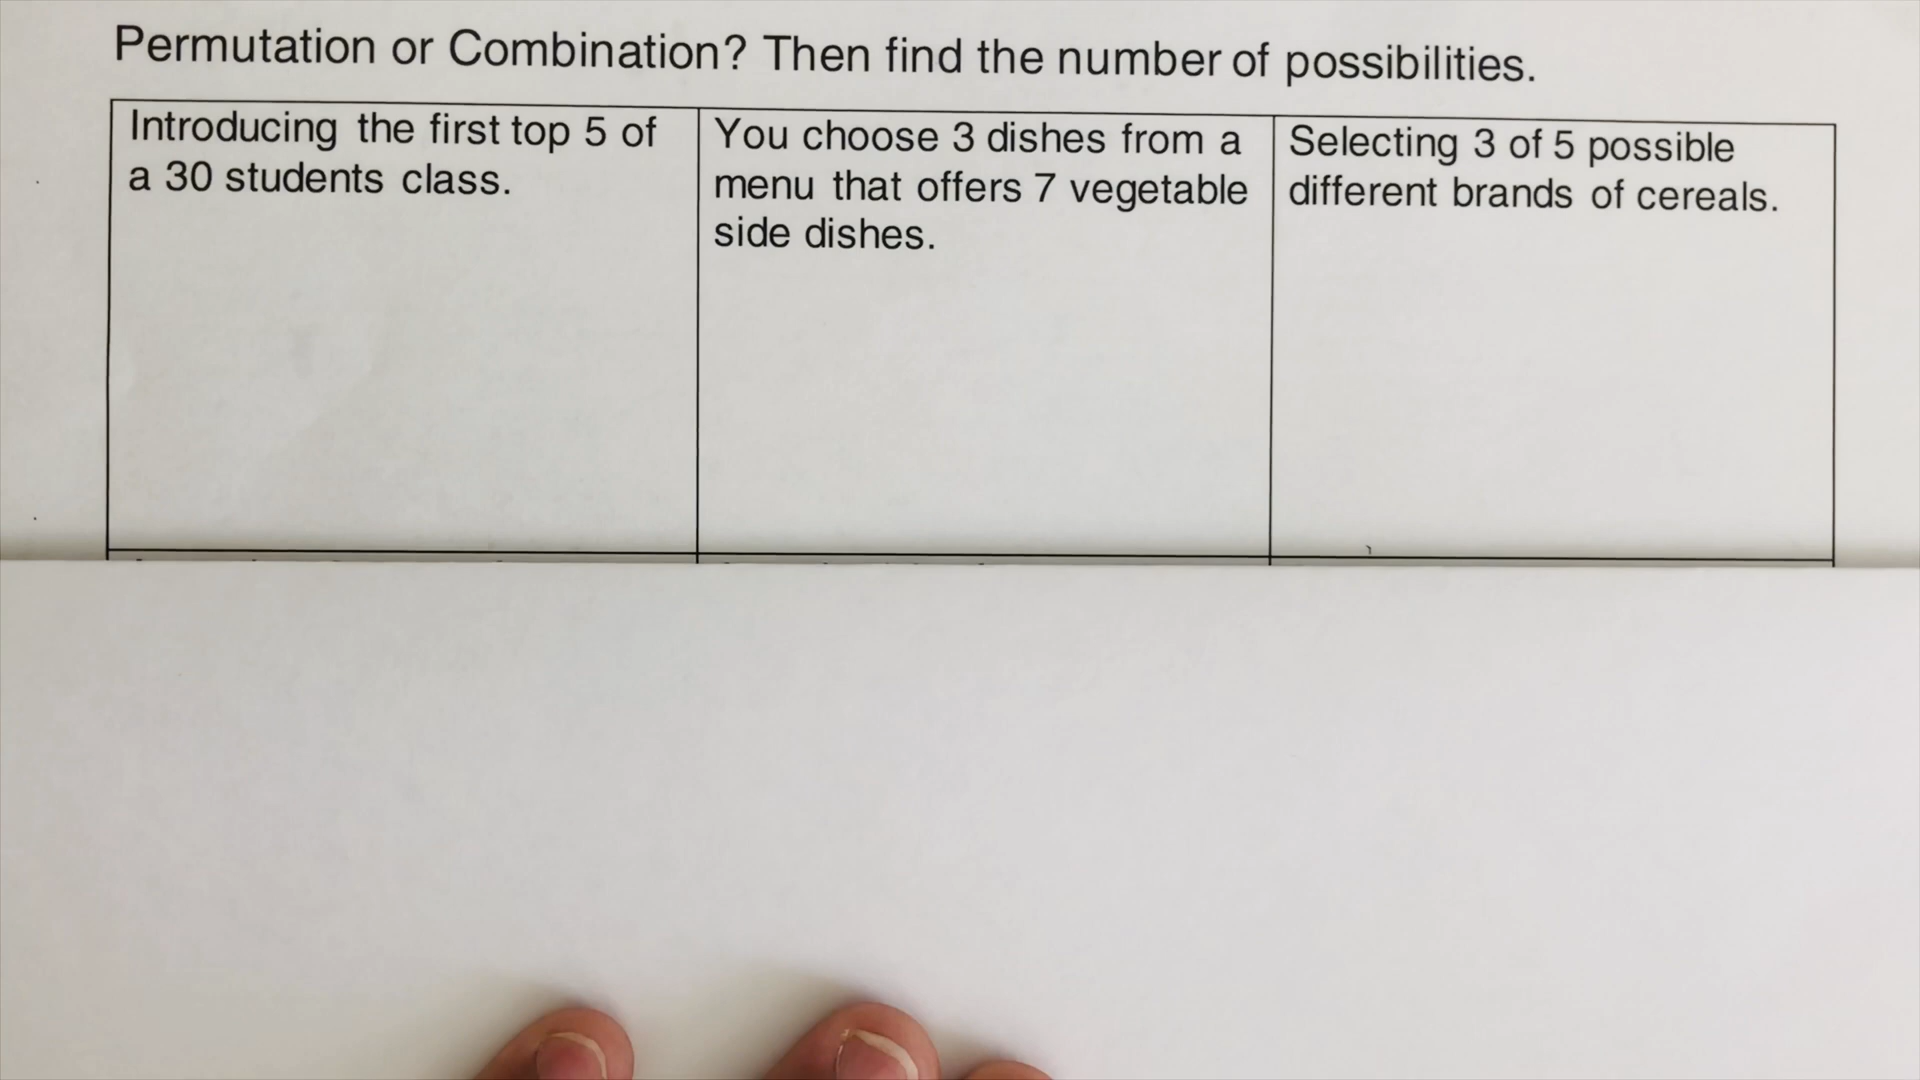 Permutation or Combination? Then find the number of possibilities.
Introducing the first top 5 of
a 30 students class.
You choose 3 dishes from a
menu that offers 7 vegetable
side dishes.
Selecting 3 of 5 possible
different brands of cereals.